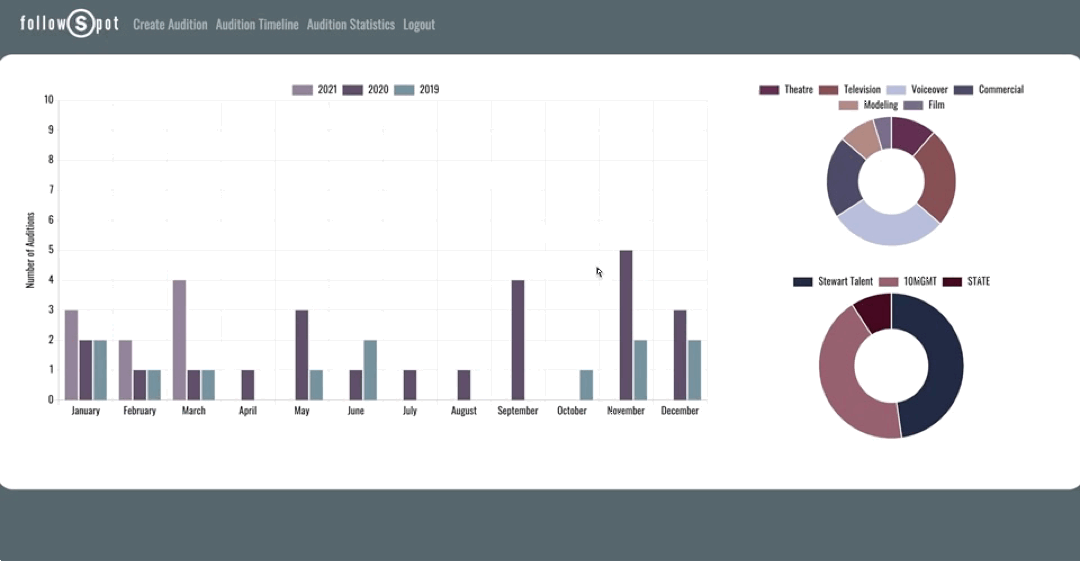 followSpot Create Audition Audition Timeline Audition Statistics Logout
2021 2020 2019
10
9
8
7
6
5
4
3
2
1
0
Number of Auditions
January February March April May June July August September October November December
Theatre Television Voiceover Commercial
Modeling Film
Stewart Talent 10MGMT STATE